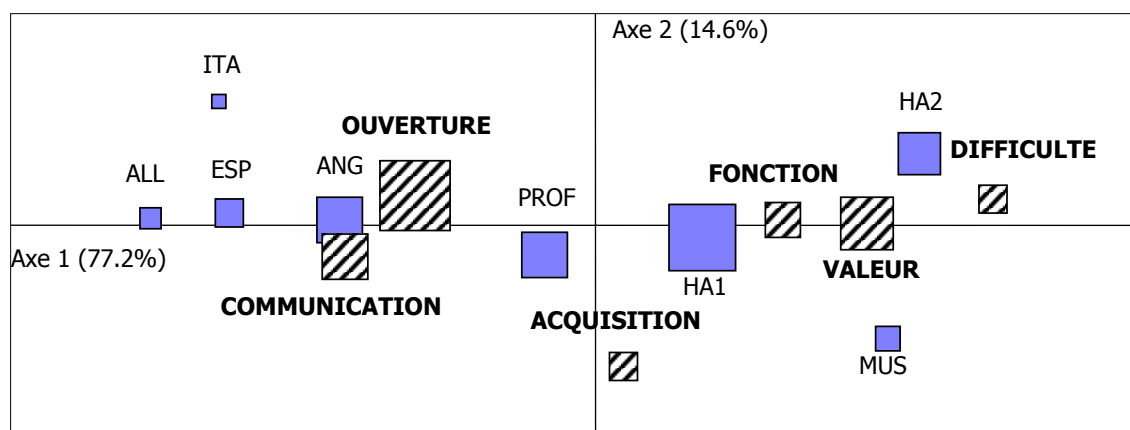 Axe 2 (14.6%)
ITA
HA2
OUVERTURE
DIFFICULTE
ALL
ESP
ANG
FONCTION
PROF
Axe 1 (77.2%)
VALEUR
HA1
COMMUNICATION
ACQUISITION
MUS